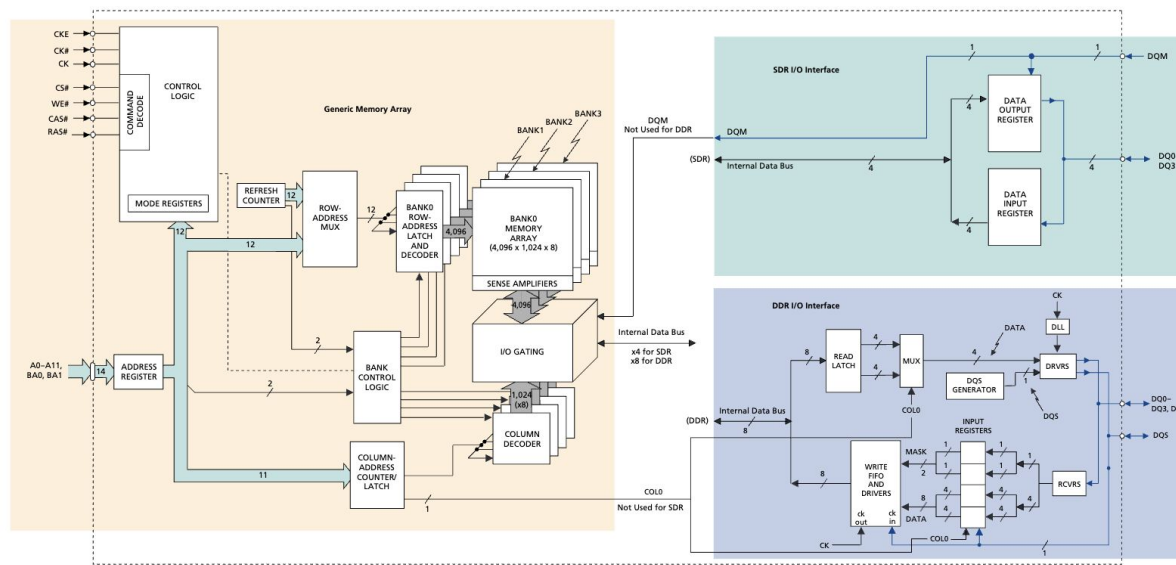 CKE
CK#
CK
CS#
WE#
CAS#
RAS#
COMMAND
DECODE
CONTROL
LOGIC
MODE REGISTERS
Generic Memory Array
BANK1
BANK2
BANK3
REFRESH
COUNTER
12
ROW-
ADDRESS
MUX
12
BANK0
ROW-
ADDRESS
LATCH
AND
DECODER
4,096
BANK0
MEMORY
ARRAY
(4,096 x 1,024 x 8)
SENSE AMPLIFIERS
4,096
12
12
I/O GATING
2
A0–A11,
BA0, BA1
14
ADDRESS
REGISTER
2
BANK
CONTROL
LOGIC
1,024
(x8)
COLUMN
DECODER
11
COLUMN-
ADDRESS
COUNTER/
LATCH
1
COL0
Not Used for SDR
DQM
Not Used for DDR
Internal Data Bus
x4 for SDR
x8 for DDR
SDR I/O Interface
1
1
DQM
DQM
(SDR)
Internal Data Bus
4
4
DATA
OUTPUT
REGISTER
4
DQ0
DQ3
DATA
INPUT
REGISTER
4
DDR I/O Interface
CK
DLL
8
READ
LATCH
4
4
MUX
4
DATA
DRVRS
DQS
GENERATOR
1
DQS
COL0
(DDR)
Internal Data Bus
8
DQ0–
DQ3, D
DQS
INPUT
REGISTERS
8
WRITE
FIFO
AND
DRIVERS
ck
out
ck
in
MASK
2
8
DATA
1
1
4
4
1
1
4
4
1
4
RCVRS
CK
COL0
1